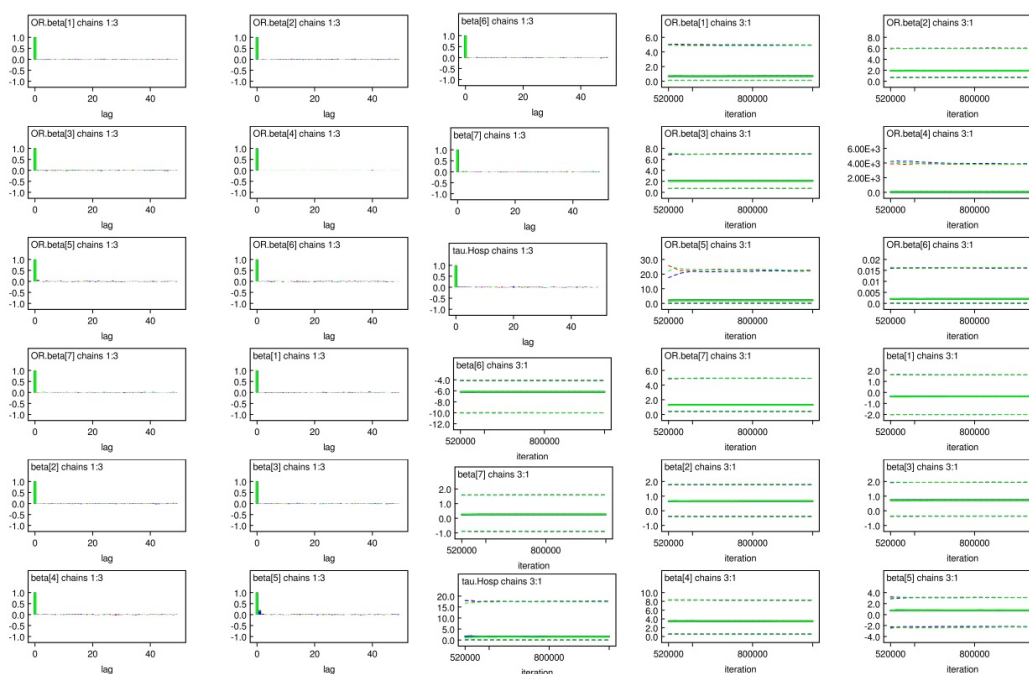 OR.beta[1] chains 1:3
1.0
0.5
0.0
-0.5
-1.0
0 20 40
lag
OR.beta[2] chains 1:3
1.0
0.5
0.0
-0.5
-1.0
0 20 40
lag
beta[6] chains 1:3
1.0
0.5
0.0
-0.5
-1.0
0 20 40
lag
OR.beta[1] chains 3:1
6.0
4.0
2.0
0.0
520000 800000
iteration
OR.beta[2] chains 3:1
8.0
6.0
4.0
2.0
0.0
520000 800000
iteration
OR.beta[3] chains 1:3
1.0
0.5
0.0
-0.5
-1.0
0 20 40
lag
OR.beta[4] chains 1:3
1.0
0.5
0.0
-0.5
-1.0
0 20 40
lag
beta[7] chains 1:3
1.0
0.5
0.0
-0.5
-1.0
0 20 40
lag
OR.beta[3] chains 3:1
8.0
6.0
4.0
2.0
0.0
520000 800000
iteration
OR.beta[4] chains 3:1
6.00E+3
4.00E+3
2.00E+3
0.0
520000 800000
iteration
OR.beta[5] chains 1:3
1.0
0.5
0.0
-0.5
-1.0
0 20 40
lag
OR.beta[6] chains 1:3
1.0
0.5
0.0
-0.5
-1.0
0 20 40
lag
tau.Hosp chains 1:3
1.0
0.5
0.0
-0.5
-1.0
0 20 40
lag
OR.beta[5] chains 3:1
30.0
20.0
10.0
0.0
520000 800000
iteration
OR.beta[6] chains 3:1
0.02
0.015
0.01
0.005
0.0
520000 800000
iteration
OR.beta[7] chains 1:3
1.0
0.5
0.0
-0.5
-1.0
0 20 40
lag
beta[1] chains 1:3
1.0
0.5
0.0
-0.5
-1.0
0 20 40
lag
beta[6] chains 3:1
-4.0
-6.0
-8.0
-10.0
-12.0
520000 800000
iteration
OR.beta[7] chains 3:1
6.0
4.0
2.0
0.0
520000 800000
iteration
beta[1] chains 3:1
2.0
1.0
0.0
-1.0
-2.0
520000 800000
iteration
beta[2] chains 1:3
1.0
0.5
0.0
-0.5
-1.0
0 20 40
lag
beta[3] chains 1:3
1.0
0.5
0.0
-0.5
-1.0
0 20 40
lag
beta[7] chains 3:1
2.0
1.0
0.0
-1.0
520000 800000
iteration
beta[2] chains 3:1
2.0
1.0
0.0
-1.0
520000 800000
iteration
beta[3] chains 3:1
2.0
1.0
0.0
-1.0
520000 800000
iteration
beta[4] chains 1:3
1.0
0.5
0.0
-0.5
-1.0
0 20 40
lag
beta[5] chains 1:3
1.0
0.5
0.0
-0.5
-1.0
0 20 40
lag
tau.Hosp chains 3:1
20.0
15.0
10.0
5.0
0.0
520000 800000
iteration
beta[4] chains 3:1
10.0
8.0
6.0
4.0
2.0
0.0
520000 800000
iteration
beta[5] chains 3:1
4.0
2.0
0.0
-2.0
-4.0
520000 800000
iteration